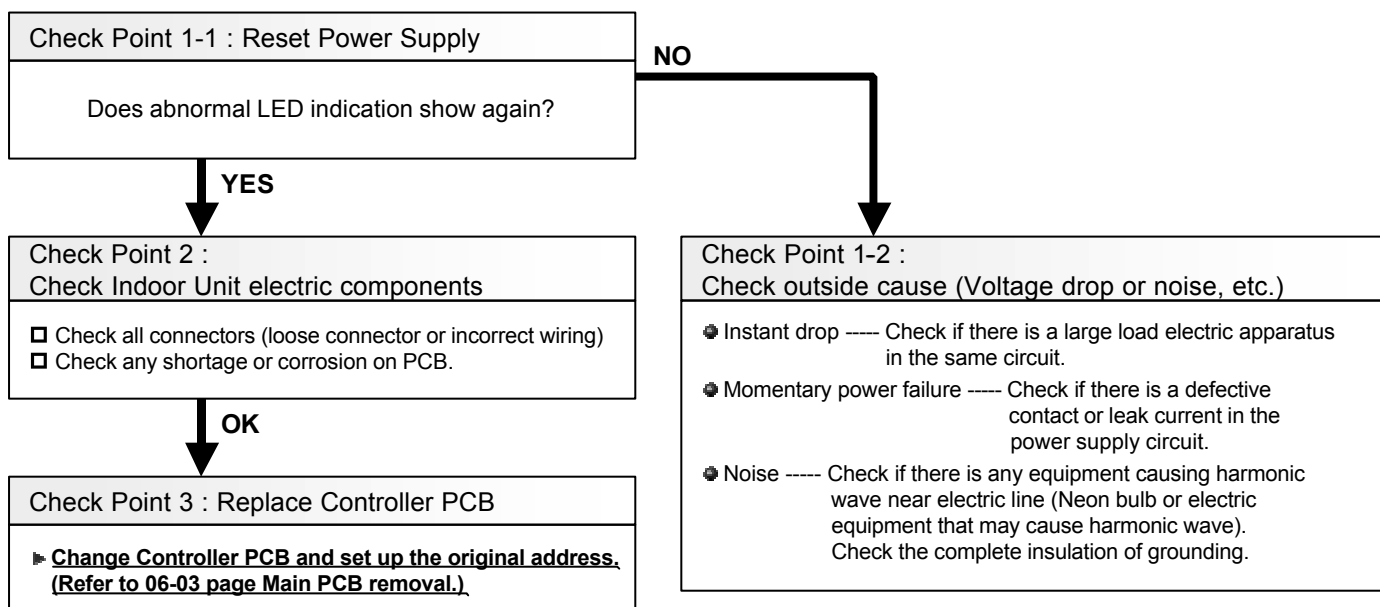 Check Point 1-1 : Reset Power Supply
Does abnormal LED indication show again?
NO
YES
Check Point 2 :
Check Indoor Unit electric components
Check all connectors (loose connector or incorrect wiring)
Check any shortage or corrosion on PCB.
OK
Check Point 3 : Replace Controller PCB
Change Controller PCB and set up the original address.
(Refer to 06-03 page Main PCB removal.)
Check Point 1-2 :
Check outside cause (Voltage drop or noise, etc.)
Instant drop ----- Check if there is a large load electric apparatus
in the same circuit.
Momentary power failure ----- Check if there is a defective
contact or leak current in the
power supply circuit.
Noise ----- Check if there is any equipment causing harmonic
wave near electric line (Neon bulb or electric
equipment that may cause harmonic wave).
Check the complete insulation of grounding.